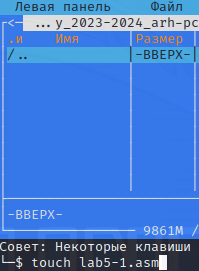 Левая панель Файл
<─ ...y_2023-2024_arh-pc
.и Имя Размер
/.. -ВВЕРХ-
-ВВЕРХ-
9861M /
Совет: Некоторые клавиши
└─$ touch lab5-1.asm